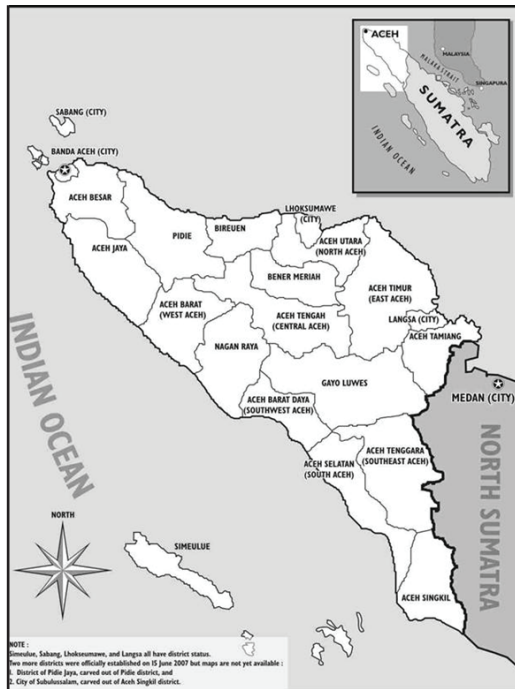 ACEH
MALAYSIA
MALAKA STRAIT
SINGAPURA
SUMATRA
INDIAN OCEAN
SABANG (CITY)
BANDA ACEH (CITY)
ACEH BESAR
LHOKSUMAWE
(CITY)
PIDIE
BIREUEN
ACEH UTARA
(NORTH ACEH)
ACEH JAYA
BENER MERIAH
ACEH TIMUR
(EAST ACEH)
ACEH BARAT
(WEST ACEH)
ACEH TENGAH
(CENTRAL ACEH)
LANGSA (CITY)
ACEH TAMIANG
NAGAN RAYA
GAYO LUWES
MEDAN (CITY)
ACEH BARAT DAYA
(SOUTHWEST ACEH)
INDIAN OCEAN
ACEH TENGGARA
(SOUTHEAST ACEH)
ACEH SELATAN
(SOUTH ACEH)
NORTH SUMATRA
NORTH
SIMEULUE
ACEH SINGKIL
NOTE :
Simeulue, Sabang, Lhokseumawe, and Langsa all have district status.
Two more districts were officially established on 15 June 2007 but maps are not yet available :
1. District of Pidie Jaya, carved out of Pidie district, and
2. City of Subulussalam, carved out of Aceh Singkil district.